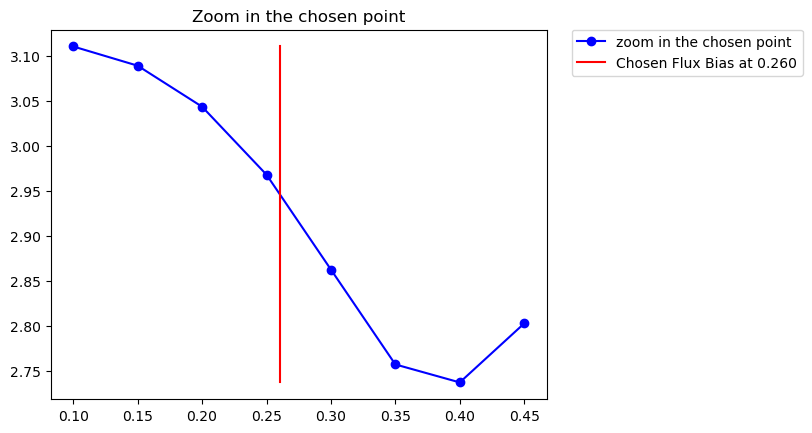 Zoom in the chosen point
zoom in the chosen point
Chosen Flux Bias at 0.260
3.10
3.05
3.00
2.95
2.90
2.85
2.80
2.75
0.10 0.15 0.20 0.25 0.30 0.35 0.40 0.45